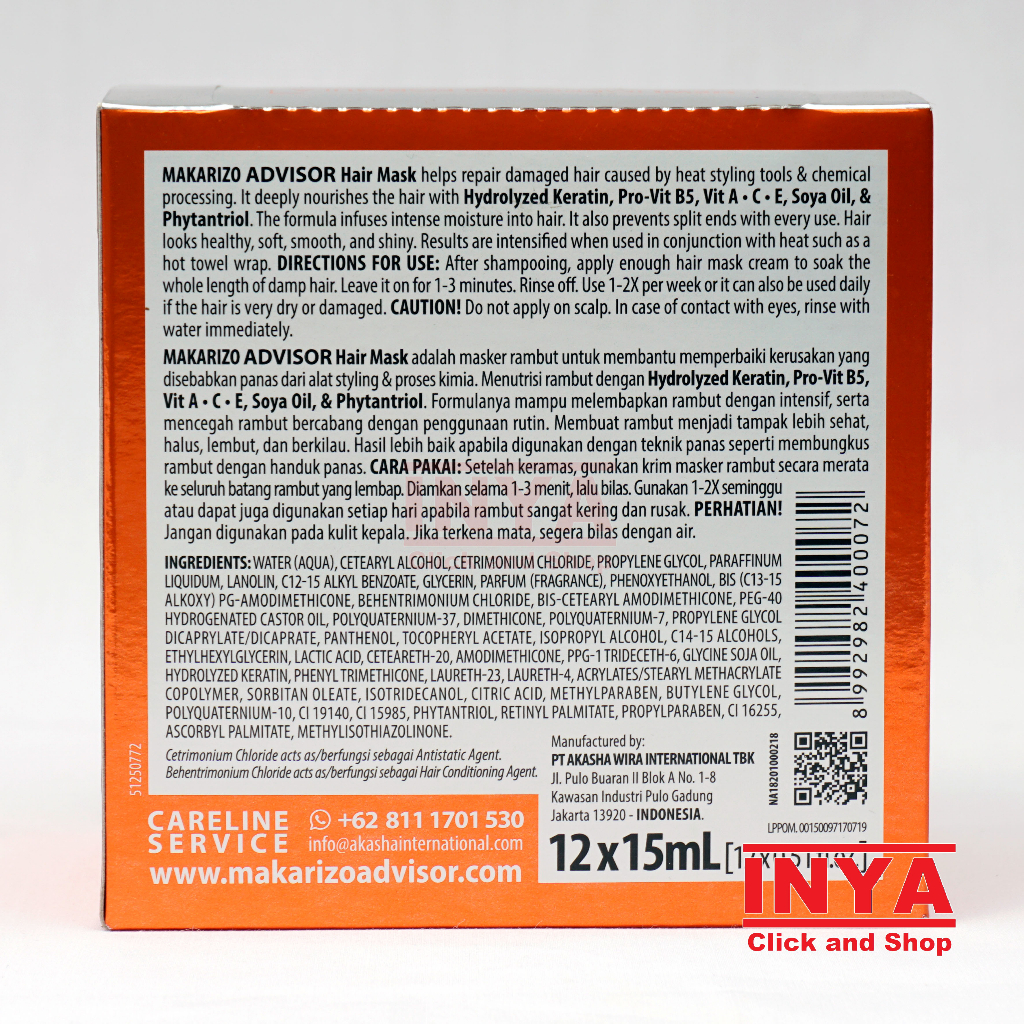 MAKARIZO ADVISOR Hair Mask helps repair damaged hair caused by heat styling tools & chemical
processing. It deeply nourishes the hair with Hydrolyzed Keratin, Pro-Vit B5, Vit A • C • E, Soya Oil, &
Phytantriol. The formula infuses intense moisture into hair. It also prevents split ends with every use. Hair
looks healthy, soft, smooth, and shiny. Results are intensified when used in conjunction with heat such as a
hot towel wrap. DIRECTIONS FOR USE: After shampooing, apply enough hair mask cream to soak the
whole length of damp hair. Leave it on for 1-3 minutes. Rinse off. Use 1-2X per week or it can also be used daily
if the hair is very dry or damaged. CAUTION! Do not apply on scalp. In case of contact with eyes, rinse with
water immediately.
MAKARIZO ADVISOR Hair Mask adalah masker rambut untuk membantu memperbaiki kerusakan yang
disebabkan panas dari alat styling & proses kimia. Menutrisi rambut dengan Hydrolyzed Keratin, Pro-Vit B5,
Vit A • C • E, Soya Oil, & Phytantriol. Formulanya mampu melembapkan rambut dengan intensif, serta
mencegah rambut bercabang dengan penggunaan rutin. Membuat rambut menjadi tampak lebih sehat,
halus, lembut, dan berkilau. Hasil lebih baik apabila digunakan dengan teknik panas seperti membungkus
rambut dengan handuk panas. CARA PAKAI: Setelah keramas, gunakan krim masker rambut secara merata
ke seluruh batang rambut yang lembap. Diamkan selama 1-3 menit, lalu bilas. Gunakan 1-2X seminggu
atau dapat juga digunakan setiap hari apabila rambut sangat kering dan rusak. PERHATIAN!
Jangan digunakan pada kulit kepala. Jika terkena mata, segera bilas dengan air.
INYA
INGREDIENTS: WATER (AQUA), CETEARYL ALCOHOL, CETRIMONIUM CHLORIDE, PROPYLENE GLYCOL, PARAFFINUM
LIQUIDUM, LANOLIN, C12-15 ALKYL BENZOATE, GLYCERIN, PARFUM (FRAGRANCE), PHENOXYETHANOL, BIS (C13-15
ALKOXY) PG-AMODIMETHICONE, BEHENTRIMONIUM CHLORIDE, BIS-CETEARYL AMODIMETHICONE, PEG-40
HYDROGENATED CASTOR OIL, POLYQUATERNIUM-37, DIMETHICONE, POLYQUATERNIUM-7, PROPYLENE GLYCOL
DICAPRYLATE/DICAPRATE, PANTHENOL, TOCOPHERYL ACETATE, ISOPROPYL ALCOHOL, C14-15 ALCOHOLS,
ETHYLHEXYLGLYCERIN, LACTIC ACID, CETEARETH-20, AMODIMETHICONE, PPG-1 TRIDECETH-6, GLYCINE SOJA OIL,
HYDROLYZED KERATIN, PHENYL TRIMETHICONE, LAURETH-23, LAURETH-4, ACRYLATES/STEARYL METHACRYLATE
COPOLYMER, SORBITAN OLEATE, ISOTRIDECANOL, CITRIC ACID, METHYLPARABEN, BUTYLENE GLYCOL,
POLYQUATERNIUM-10, CI 19140, CI 15985, PHYTANTRIOL, RETINYL PALMITATE, PROPYLPARABEN, CI 16255,
ASCORBYL PALMITATE, METHYLISOTHIAZOLINONE.
Cetrimonium Chloride acts as/berfungsi sebagai Antistatic Agent.
Behentrimonium Chloride acts as/berfungsi sebagai Hair Conditioning Agent.
51250772
8992982400072
Manufactured by:
PT AKASHA WIRA INTERNATIONAL TBK
Jl. Pulo Buaran II Blok A No. 1-8
Kawasan Industri Pulo Gadung
Jakarta 13920 - INDONESIA.
NA18201000218
LPPOM. 00150097170719
CARELINE
SERVICE
+62 811 1701 530
info@akashainternational.com
www.makarizoadvisor.com
12 x 15mL
INYA
Click and Shop